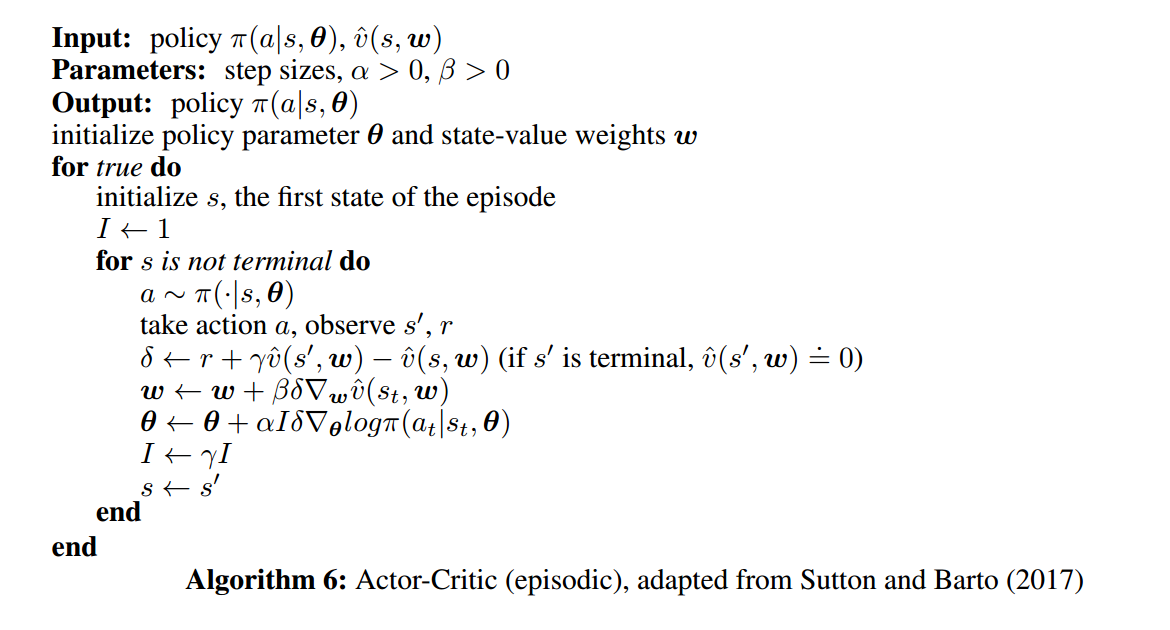 Input: policy π(a|s, θ), v̂(s, w)
Parameters: step sizes, α > 0, β > 0
Output: policy π(a|s, θ)
initialize policy parameter θ and state-value weights w
for true do
initialize s, the first state of the episode
I ← 1
for s is not terminal do
a ∼ π(·|s, θ)
take action a, observe s′, r
δ ← r + γv̂(s′, w) − v̂(s, w) (if s′ is terminal, v̂(s′, w) ≐ 0)
w ← w + βδ∇_w v̂(s_t, w)
θ ← θ + αIδ∇_θ logπ(a_t|s_t, θ)
I ← γI
s ← s′
end
end
Algorithm 6: Actor-Critic (episodic), adapted from Sutton and Barto (2017)